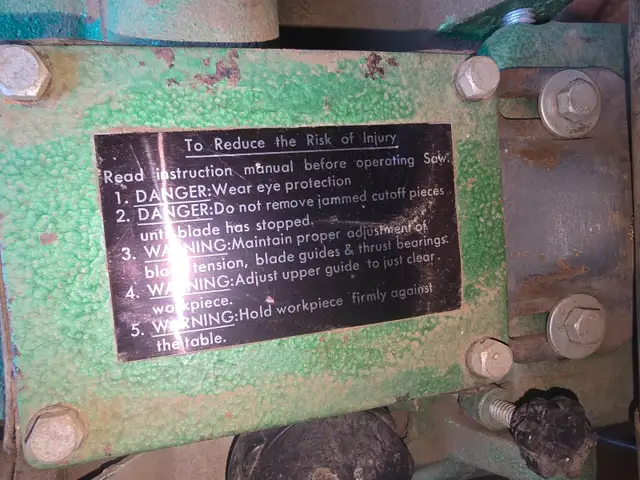 To Reduce the Risk of Injury
Read instruction manual before operating Saw.
1. DANGER:Wear eye protection
2. DANGER:Do not remove jammed cutoff pieces
until blade has stopped.
3. WARNING:Maintain proper adjustment of
blade tension, blade guides & thrust bearings.
4. WARNING:Adjust upper guide to just clear
workpiece.
5. WARNING:Hold workpiece firmly against
the table.